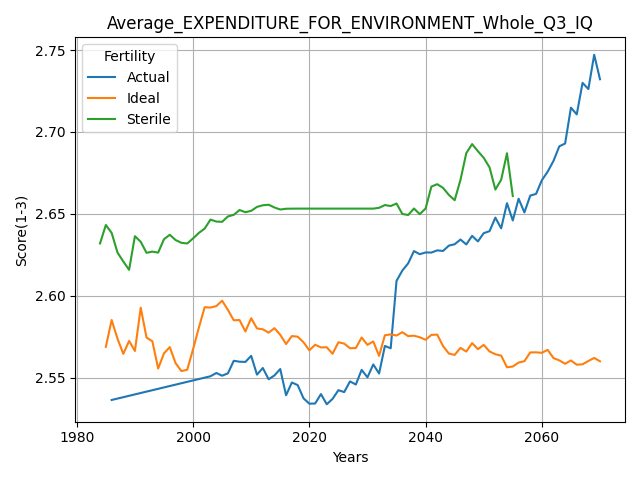 Average_EXPENDITURE_FOR_ENVIRONMENT_Whole_Q3_IQ
Fertility
Actual
Ideal
Sterile
Score(1-3)
2.75
2.70
2.65
2.60
2.55
1980 2000 2020 2040 2060
Years